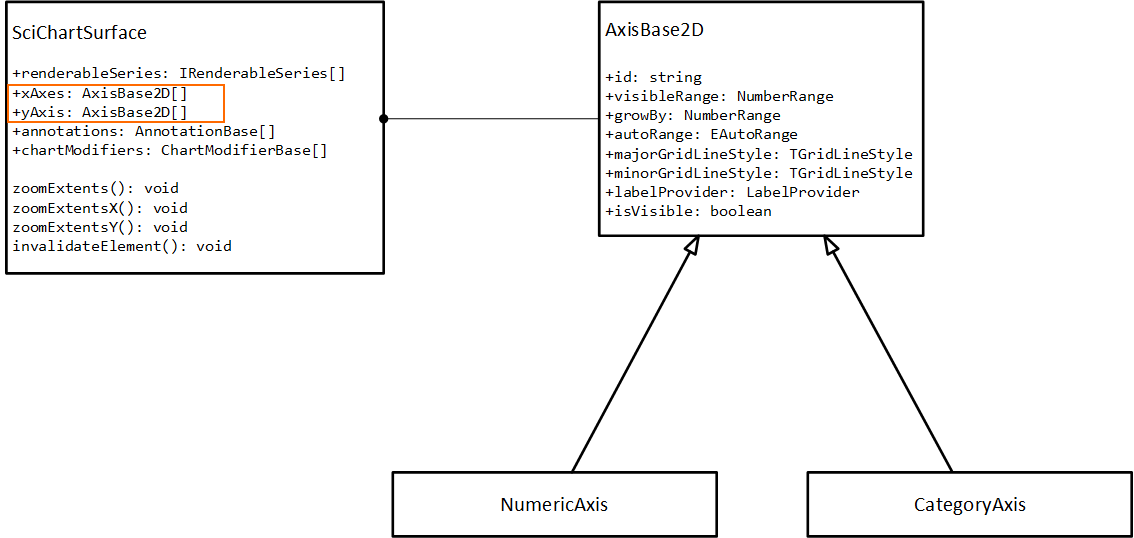 SciChartSurface
+renderableSeries: IRenderableSeries[]
+xAxes: AxisBase2D[]
+yAxis: AxisBase2D[]
+annotations: AnnotationBase[]
+chartModifiers: ChartModifierBase[]
zoomExtents(): void
zoomExtentsX(): void
zoomExtentsY(): void
invalidateElement(): void
AxisBase2D
+id: string
+visibleRange: NumberRange
+growBy: NumberRange
+autoRange: EAutoRange
+majorGridLineStyle: TGridLineStyle
+minorGridLineStyle: TGridLineStyle
+labelProvider: LabelProvider
+isVisible: boolean
NumericAxis
CategoryAxis